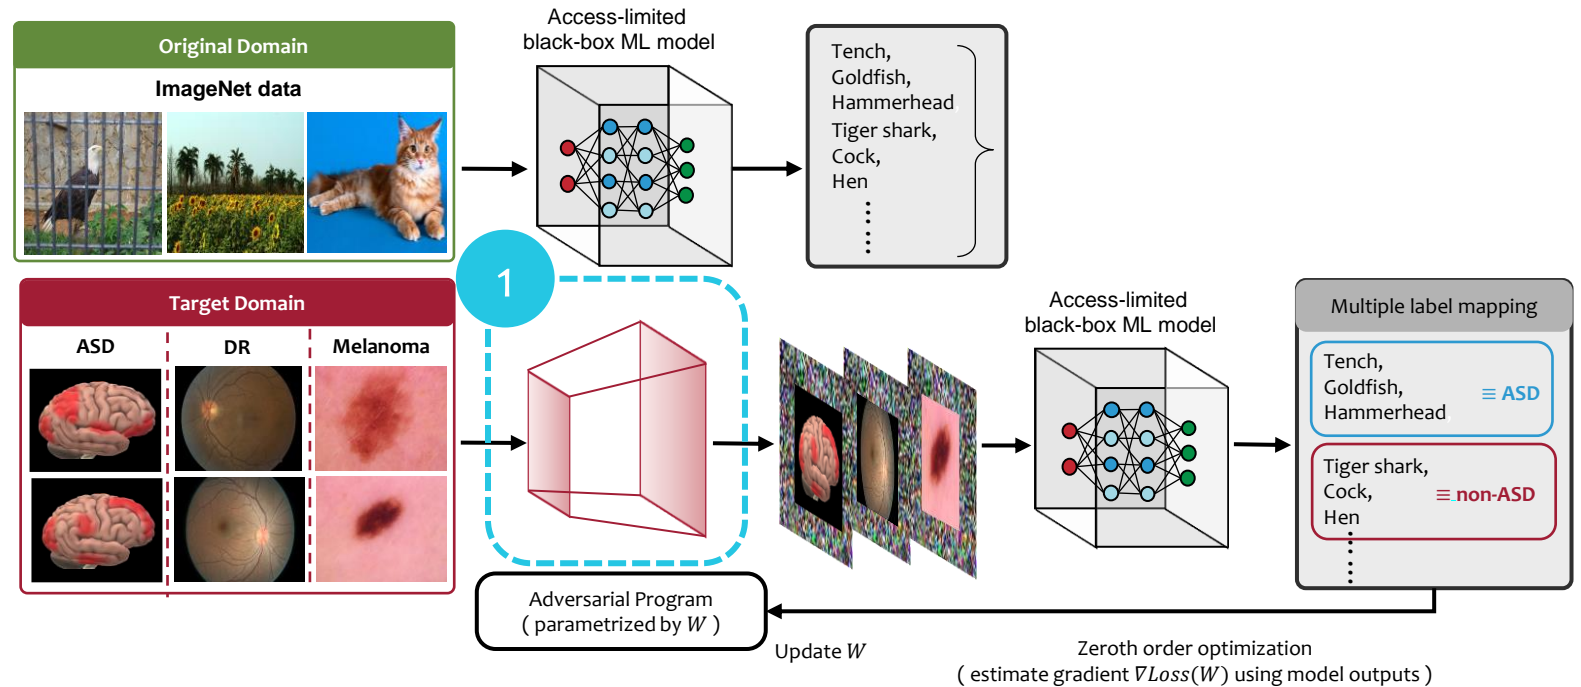 Original Domain
ImageNet data
Access-limited
black-box ML model
Tench,
Goldfish,
Hammerhead,
Tiger shark,
Cock,
Hen
1
Target Domain
ASD
DR
Melanoma
Adversarial Program
( parametrized by W )
Access-limited
black-box ML model
Multiple label mapping
Tench,
Goldfish,
Hammerhead,
≡ ASD
Tiger shark,
Cock,
Hen
≡ non-ASD
Update W
Zeroth order optimization
( estimate gradient ∇Loss(W) using model outputs )